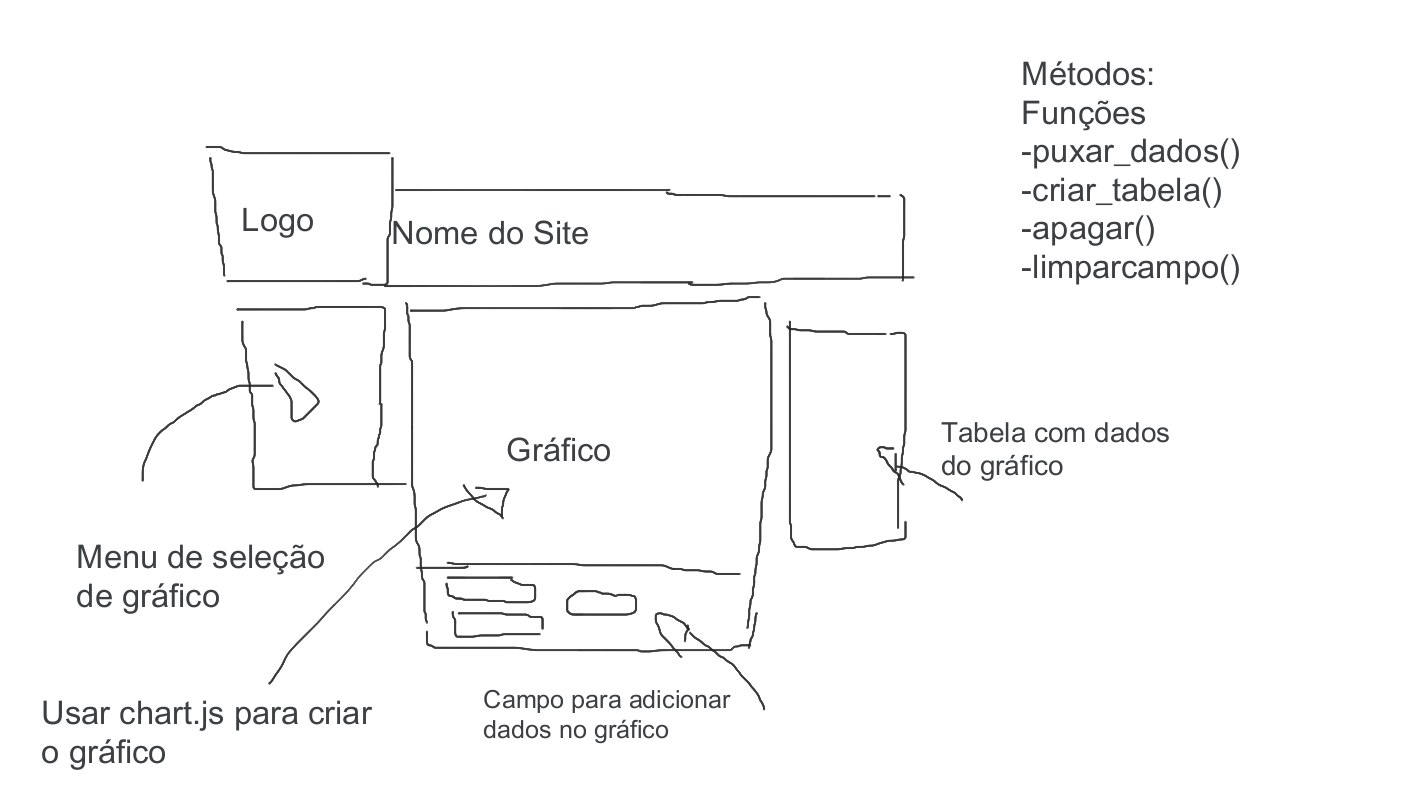 Métodos:
Funções
-puxar_dados()
-criar_tabela()
-apagar()
-limparcampo()
Logo
Nome do Site
Gráfico
Tabela com dados
do gráfico
Menu de seleção
de gráfico
Usar chart.js para criar
o gráfico
Campo para adicionar
dados no gráfico